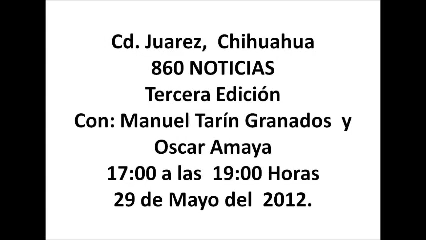 Cd. Juarez, Chihuahua
860 NOTICIAS
Tercera Edición
Con: Manuel Tarín Granados y
Oscar Amaya
17:00 a las 19:00 Horas
29 de Mayo del 2012.